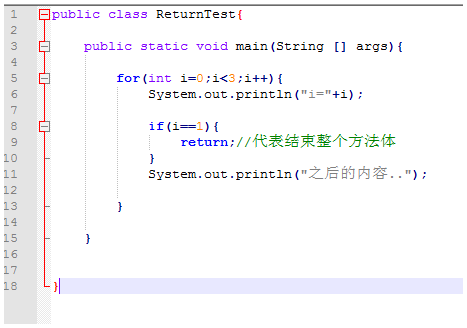 1 public class ReturnTest{
2
3 public static void main(String [] args){
4
5 for(int i=0;i<3;i++){
6 System.out.println("i="+i);
7
8 if(i==1){
9 return;//代表结束整个方法体
10 }
11 System.out.println("之后的内容..");
12
13 }
14
15 }
16
17
18 }